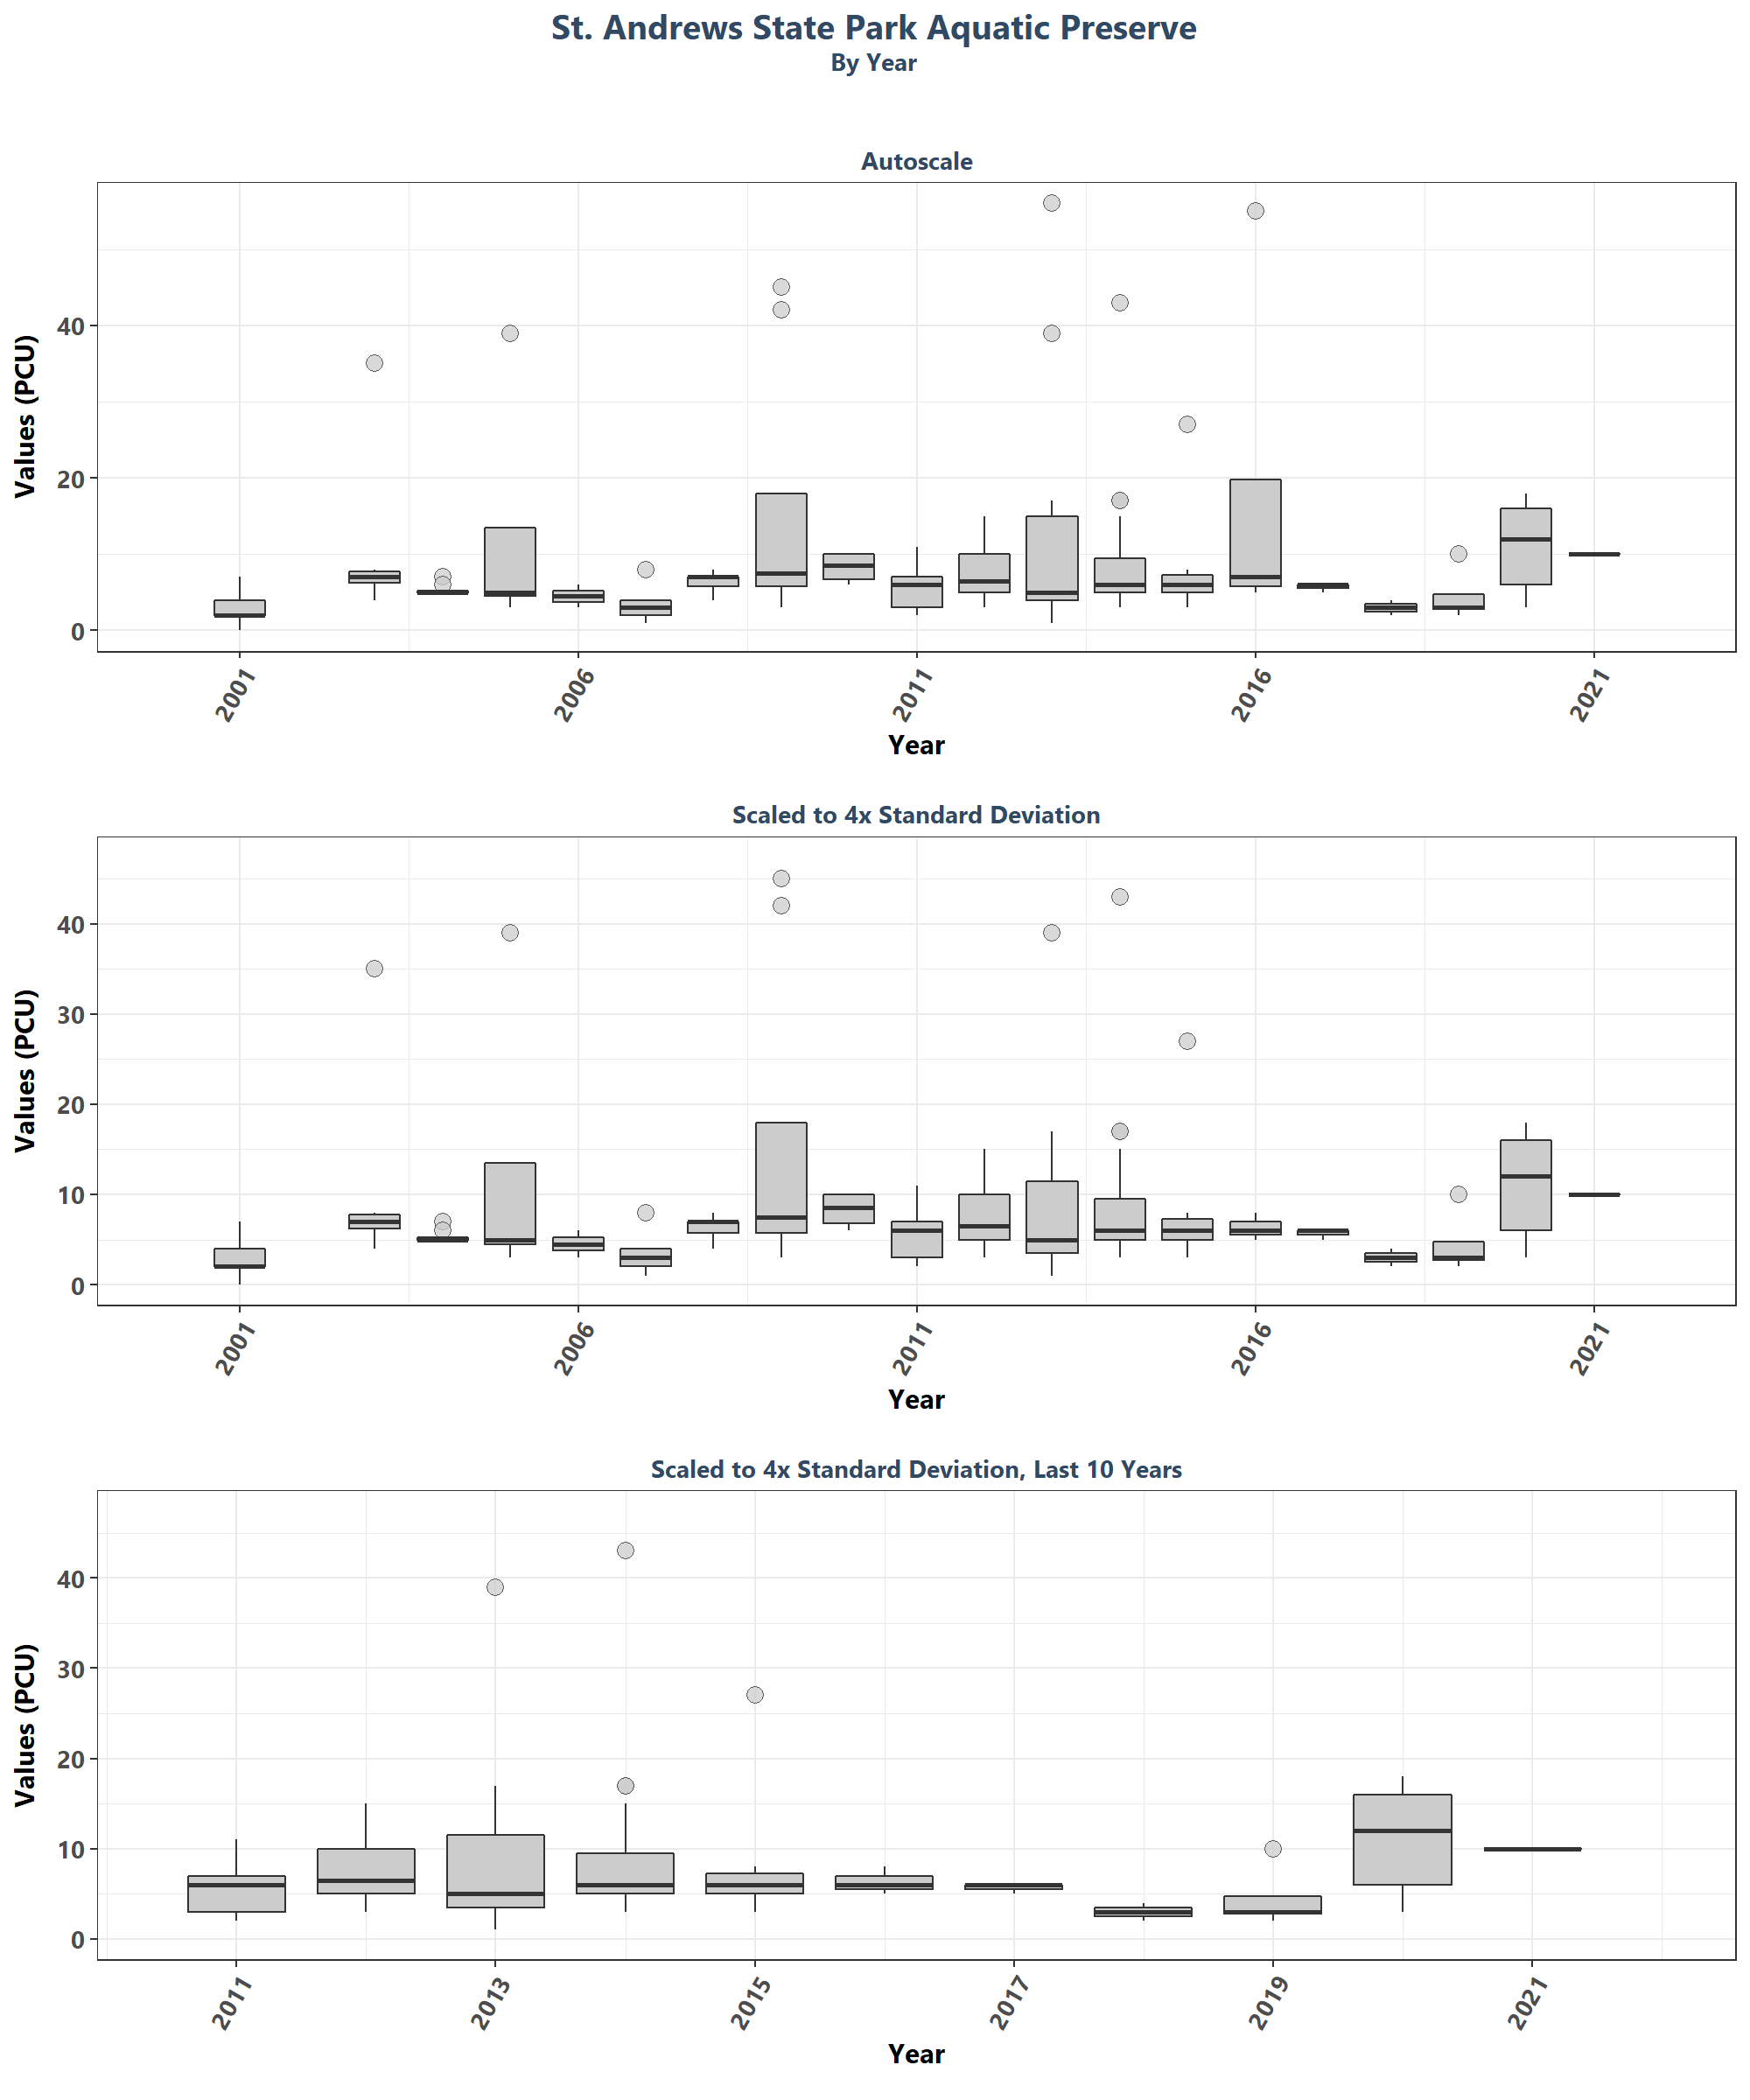 St. Andrews State Park Aquatic Preserve
By Year
Autoscale
Values (PCU)
40
20
0
2001 2006 2011 2016 2021
Year
Scaled to 4x Standard Deviation
Values (PCU)
40
30
20
10
0
2001 2006 2011 2016 2021
Year
Scaled to 4x Standard Deviation, Last 10 Years
Values (PCU)
40
30
20
10
0
2011 2013 2015 2017 2019 2021
Year